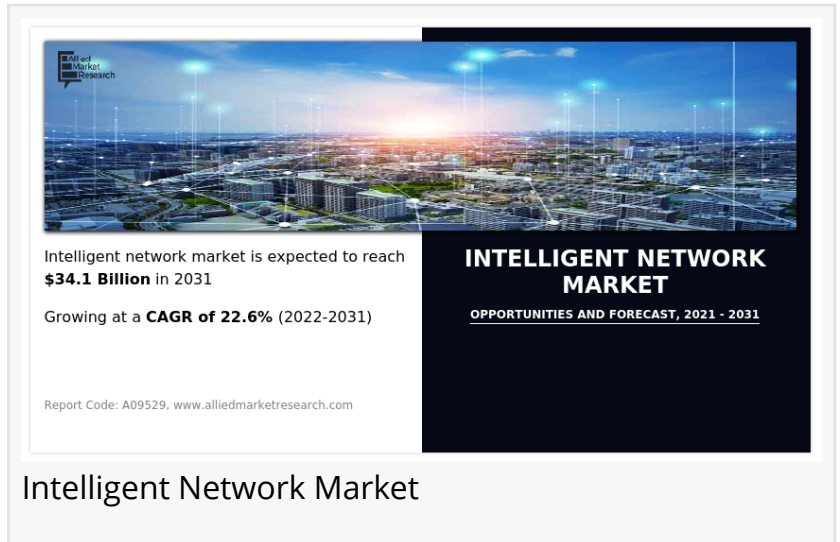 Allied
Market
Research
Intelligent network market is expected to reach
$34.1 Billion in 2031
Growing at a CAGR of 22.6% (2022-2031)
Report Code: A09529, www.alliedmarketresearch.com
INTELLIGENT NETWORK
MARKET
OPPORTUNITIES AND FORECAST, 2021 - 2031
Intelligent Network Market